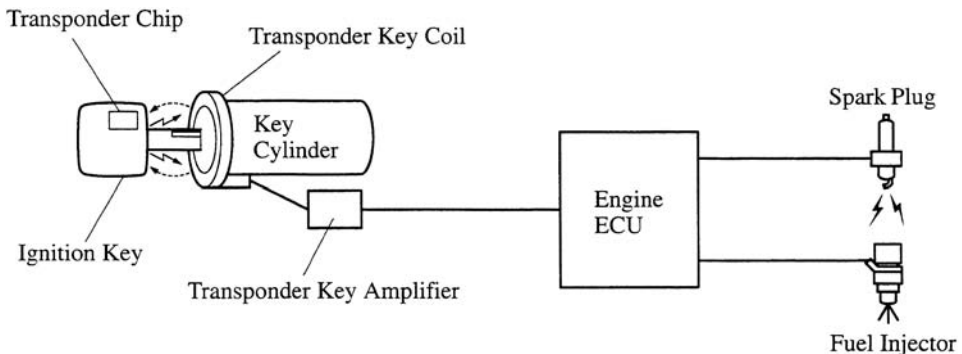 Transponder Chip
Transponder Key Coil
Key
Cylinder
Spark Plug
Engine
ECU
Ignition Key
Transponder Key Amplifier
Fuel Injector